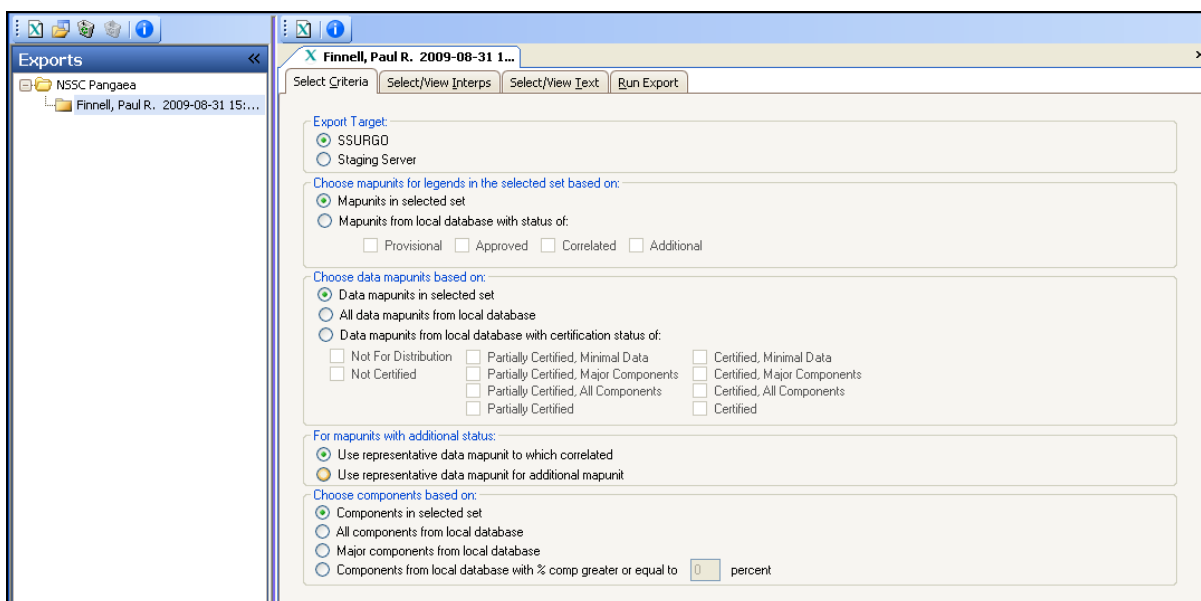 Exports
NSSC Pangaea
Finnell, Paul R. 2009-08-31 15:...
Finnell, Paul R. 2009-08-31 1...
Select Criteria
Select/View Interps
Select/View Text
Run Export
Export Target:
SSURGO
Staging Server
Choose mapunits for legends in the selected set based on:
Mapunits in selected set
Mapunits from local database with status of:
Provisional Approved Correlated Additional
Choose data mapunits based on:
Data mapunits in selected set
All data mapunits from local database
Data mapunits from local database with certification status of:
Not For Distribution Partially Certified, Minimal Data Certified, Minimal Data
Not Certified Partially Certified, Major Components Certified, Major Components
Partially Certified, All Components Certified, All Components
Partially Certified Certified
For mapunits with additional status:
Use representative data mapunit to which correlated
Use representative data mapunit for additional mapunit
Choose components based on:
Components in selected set
All components from local database
Major components from local database
Components from local database with % comp greater or equal to 0 percent